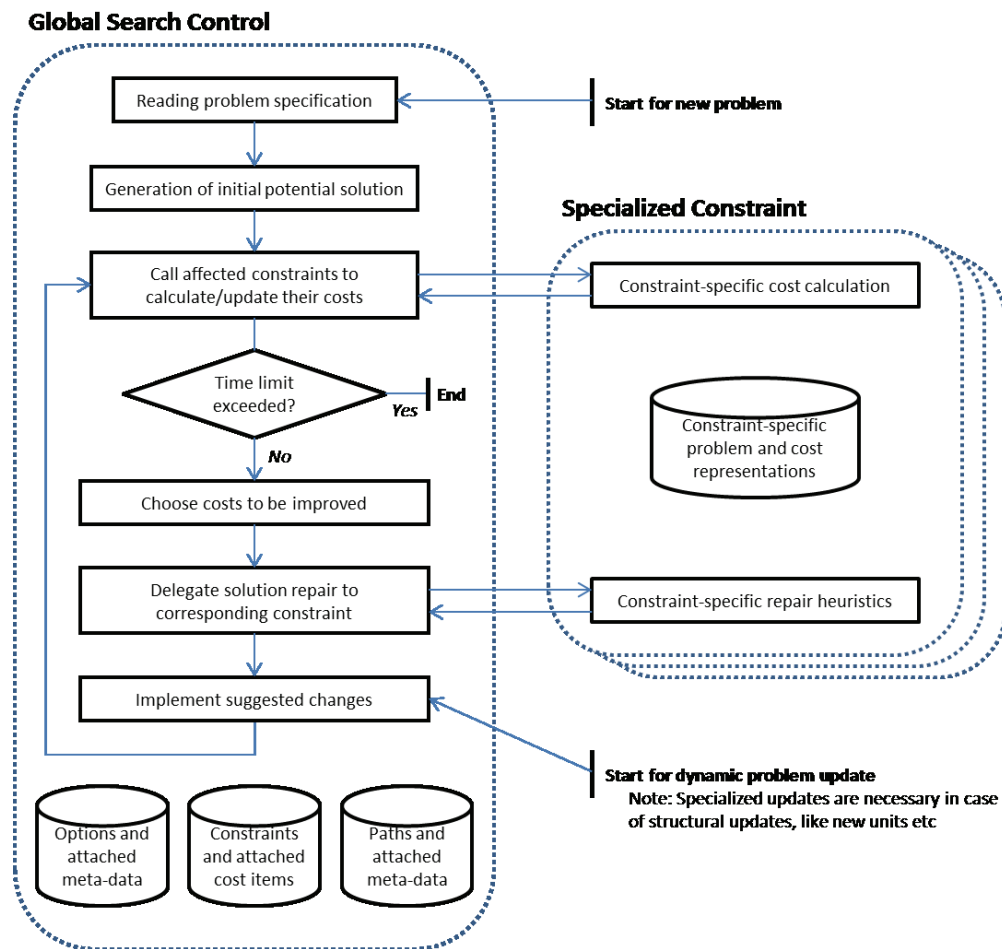 Global Search Control
Reading problem specification
Start for new problem
Generation of initial potential solution
Specialized Constraint
Call affected constraints to
calculate/update their costs
Constraint-specific cost calculation
Time limit
exceeded?
Yes
End
No
Constraint-specific
problem and cost
representations
Choose costs to be improved
Delegate solution repair to
corresponding constraint
Constraint-specific repair heuristics
Implement suggested changes
Start for dynamic problem update
Note: Specialized updates are necessary in case
of structural updates, like new units etc
Options and
attached
meta-data
Constraints
and attached
cost items
Paths and
attached
meta-data